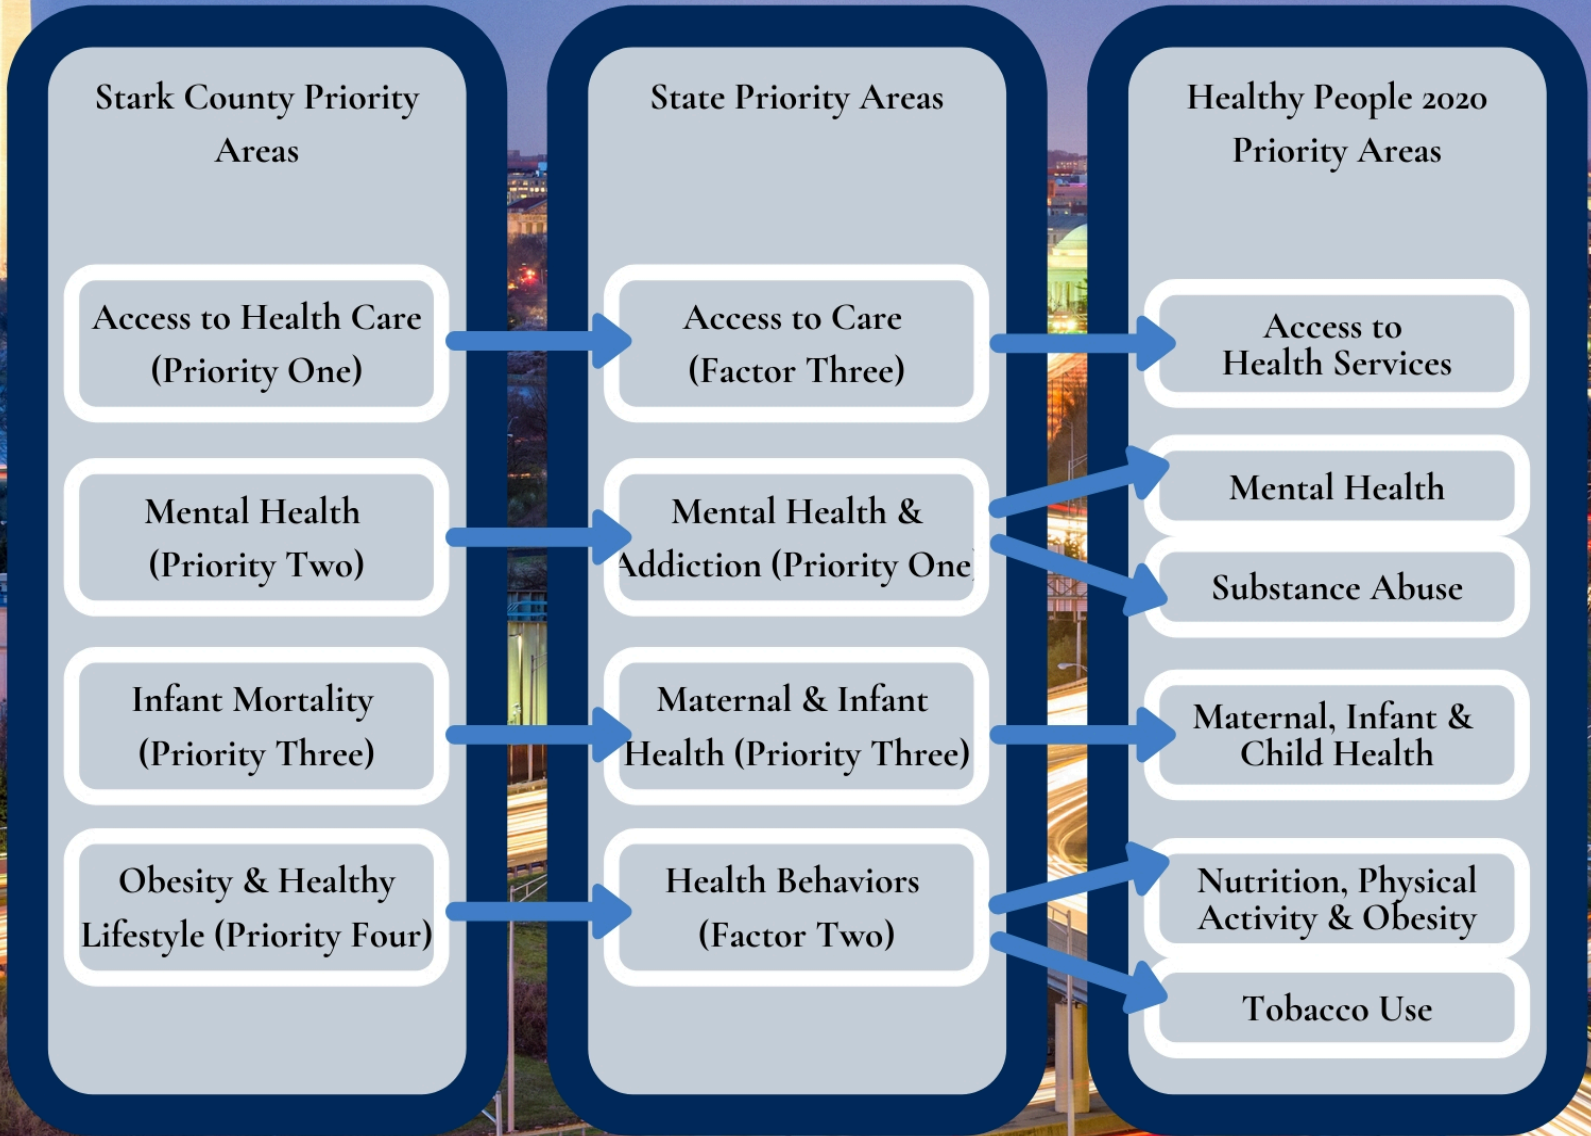 Stark County Priority
Areas
Access to Health Care
(Priority One)
Mental Health
(Priority Two)
Infant Mortality
(Priority Three)
Obesity & Healthy
Lifestyle (Priority Four)
State Priority Areas
Access to Care
(Factor Three)
Mental Health &
Addiction (Priority One)
Maternal & Infant
Health (Priority Three)
Health Behaviors
(Factor Two)
Healthy People 2020
Priority Areas
Access to
Health Services
Mental Health
Substance Abuse
Maternal, Infant &
Child Health
Nutrition, Physical
Activity & Obesity
Tobacco Use